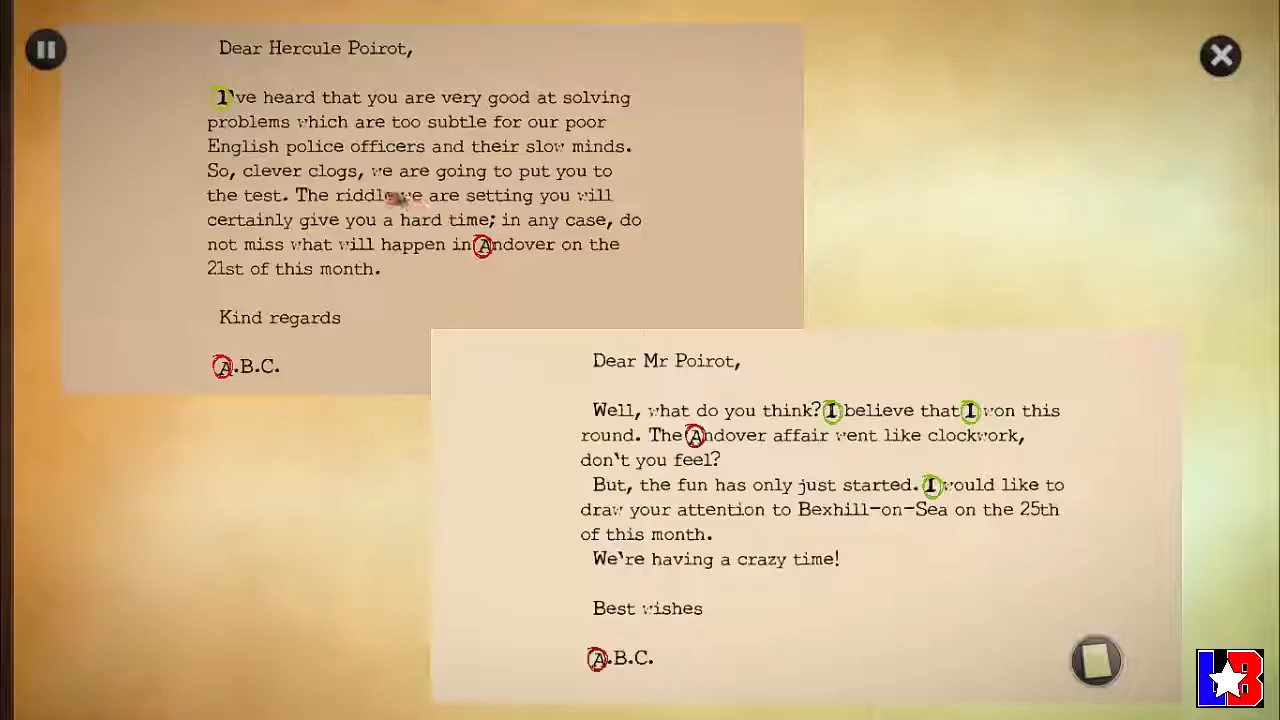 Dear Hercule Poirot,
I've heard that you are very good at solving
problems which are too subtle for our poor
English police officers and their slow minds.
So, clever clogs, we are going to put you to
the test. The riddle we are setting you will
certainly give you a hard time; in any case, do
not miss what will happen in Andover on the
21st of this month.
Kind regards
A.B.C.
Dear Mr Poirot,
Well, what do you think? I believe that I won this
round. The Andover affair went like clockwork,
don't you feel?
But, the fun has only just started. I would like to
draw your attention to Bexhill-on-Sea on the 25th
of this month.
We're having a crazy time!
Best wishes
A.B.C.
LB